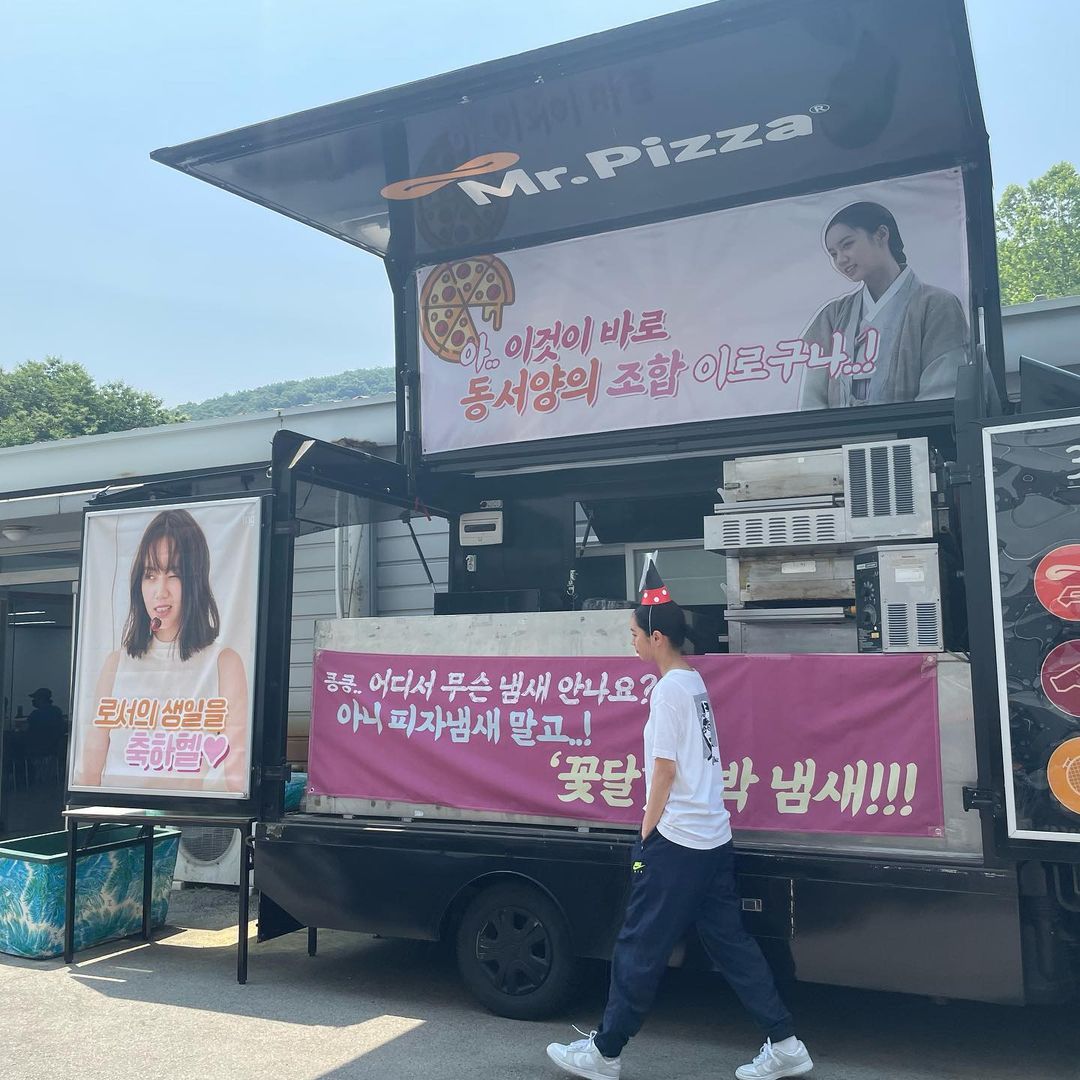 Mr.Pizza®
아.. 이것이 바로
동서양의 조합 이로구나..!
로서의 생일을
축하헬♡
킁킁.. 어디서 무슨 냄새 안나요?
아니 피자냄새 말고..!
'꽃달 박 냄새!!!